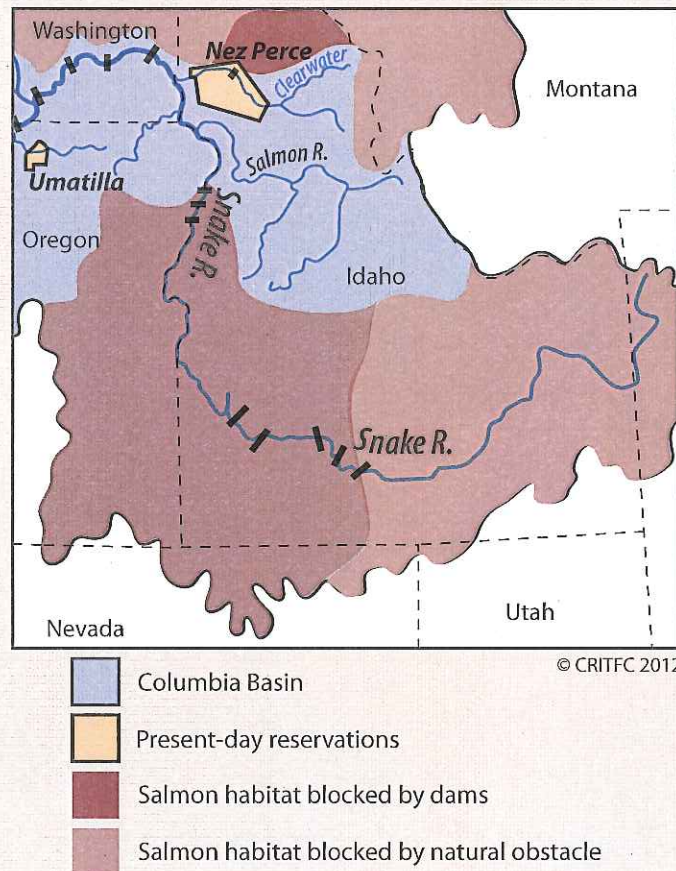 Washington
Nez Perce
Clearwater
Montana
Salmon R.
Umatilla
Snake R.
Oregon
Idaho
Snake R.
Utah
Nevada
© CRITFC 2012
Columbia Basin
Present-day reservations
Salmon habitat blocked by dams
Salmon habitat blocked by natural obstacle